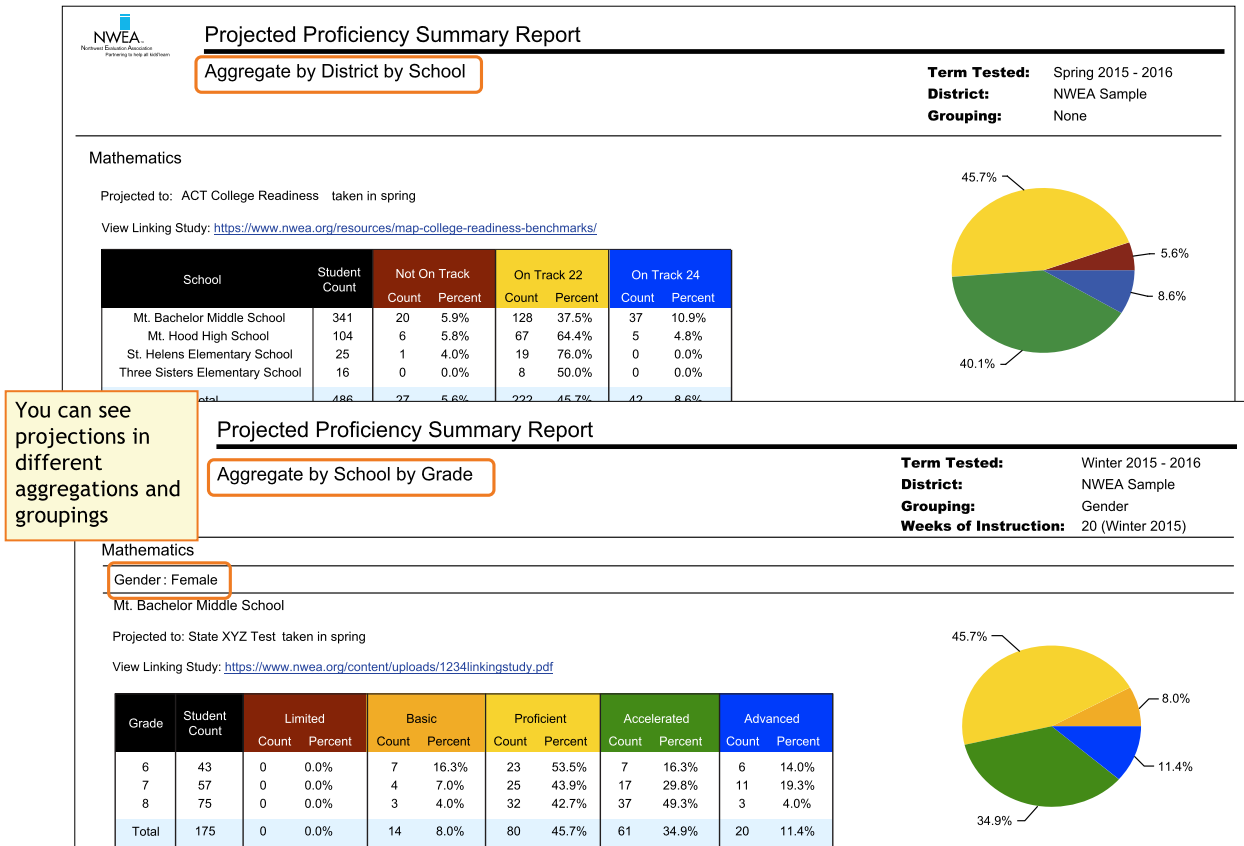 NWEA
Northwest Evaluation Association
Partnering to help all kids® learn
Projected Proficiency Summary Report
Aggregate by District by School
Term Tested: Spring 2015 - 2016
District: NWEA Sample
Grouping: None
Mathematics
Projected to: ACT College Readiness taken in spring
View Linking Study: https://www.nwea.org/resources/map-college-readiness-benchmarks/
School Student Count Not On Track On Track 22 On Track 24
Count Percent Count Percent Count Percent
Mt. Bachelor Middle School 341 20 5.9% 128 37.5% 37 10.9%
Mt. Hood High School 104 6 5.8% 67 64.4% 5 4.8%
St. Helens Elementary School 25 1 4.0% 19 76.0% 0 0.0%
Three Sisters Elementary School 16 0 0.0% 8 50.0% 0 0.0%
otal 486 27 5.6% 222 45.7% 42 8.6%
45.7%
5.6%
8.6%
40.1%
You can see
projections in
different
aggregations and
groupings
Projected Proficiency Summary Report
Aggregate by School by Grade
Term Tested: Winter 2015 - 2016
District: NWEA Sample
Grouping: Gender
Weeks of Instruction: 20 (Winter 2015)
Mathematics
Gender : Female
Mt. Bachelor Middle School
Projected to: State XYZ Test taken in spring
View Linking Study: https://www.nwea.org/content/uploads/1234linkingstudy.pdf
Grade Student Count Limited Basic Proficient Accelerated Advanced
Count Percent Count Percent Count Percent Count Percent Count Percent
6 43 0 0.0% 7 16.3% 23 53.5% 7 16.3% 6 14.0%
7 57 0 0.0% 4 7.0% 25 43.9% 17 29.8% 11 19.3%
8 75 0 0.0% 3 4.0% 32 42.7% 37 49.3% 3 4.0%
Total 175 0 0.0% 14 8.0% 80 45.7% 61 34.9% 20 11.4%
45.7%
8.0%
11.4%
34.9%